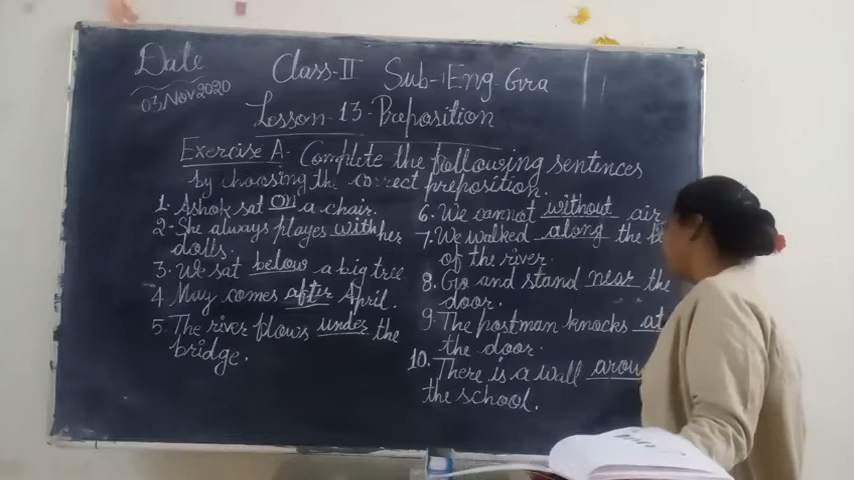 Date
03, Nov 2020
Class-II Sub-Eng-Gra
Lesson-13-Preposition
Exercise A- Complete the following sentences
by choosing the correct preposition.
1. Ashok sat on a chair.
2. She always playes with her
dolls.
3. We sat below a big tree
4. May comes after April.
5. The river flows under the
bridge.
6. We cannot without air
7. We walked along the
of the river.
8. Go and stand near the
door.
9. The postman knocks at
the door.
10. There is a wall arou
the school.